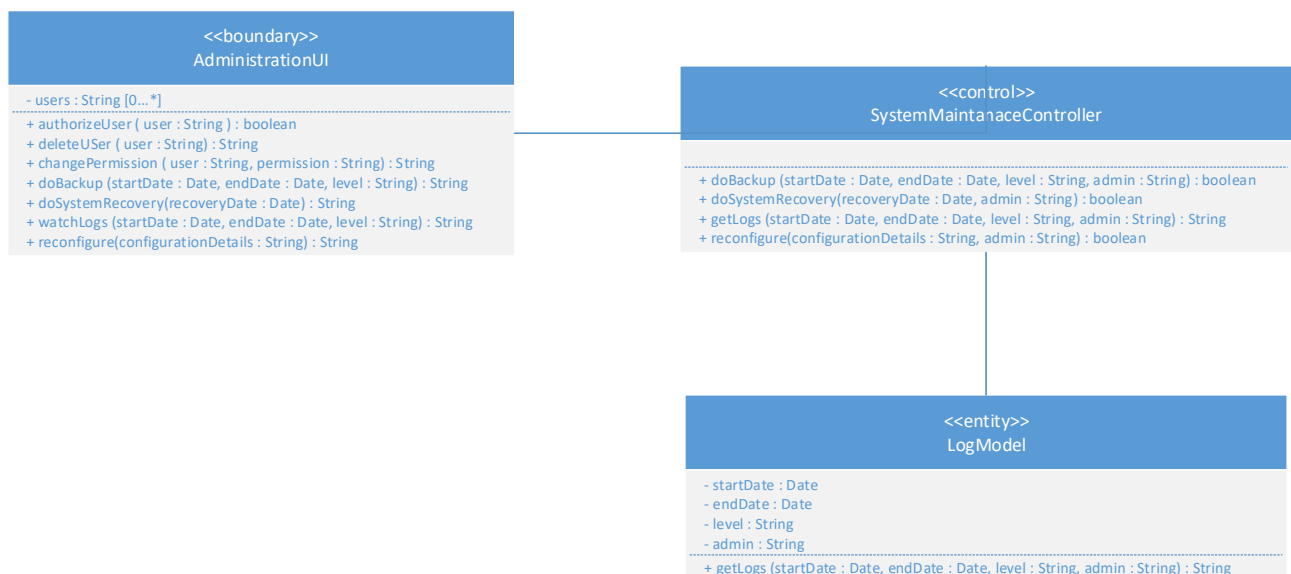 <<boundary>>
AdministrationUI
- users : String [0...*]
+ authorizeUser ( user : String ) : boolean
+ deleteUSer ( user : String) : String
+ changePermission ( user : String, permission : String) : String
+ doBackup (startDate : Date, endDate : Date, level : String) : String
+ doSystemRecovery(recoveryDate : Date) : String
+ watchLogs (startDate : Date, endDate : Date, level : String) : String
+ reconfigure(configurationDetails : String) : String
<<control>>
SystemMaintanaceController
+ doBackup (startDate : Date, endDate : Date, level : String, admin : String) : boolean
+ doSystemRecovery(recoveryDate : Date, admin : String) : boolean
+ getLogs (startDate : Date, endDate : Date, level : String, admin : String) : String
+ reconfigure(configurationDetails : String, admin : String) : boolean
<<entity>>
LogModel
- startDate : Date
- endDate : Date
- level : String
- admin : String
+ getLogs (startDate : Date, endDate : Date, level : String, admin : String) : String